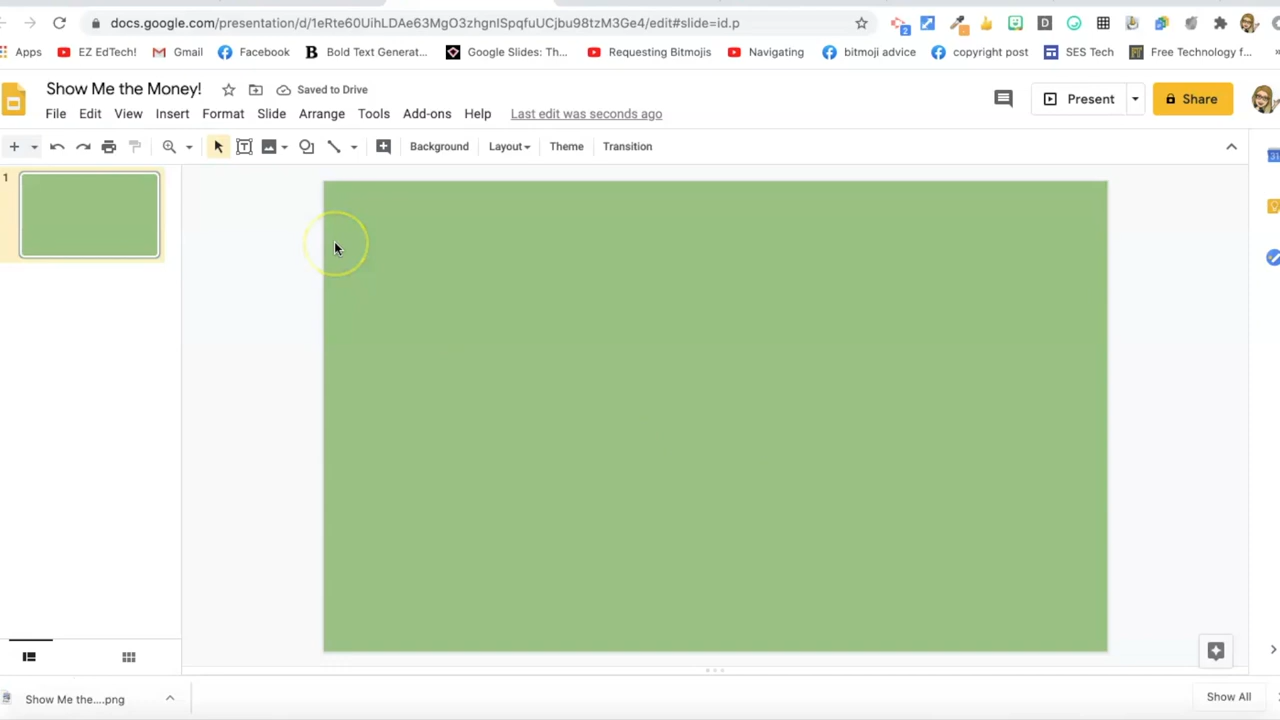 docs.google.com/presentation/d/1eRte60UihLDAe63MgO3zhgnISpqfuUCjbu98tzM3Ge4/edit#slide=id.p
2
Apps EZ EdTech! Gmail Facebook Bold Text Generat... Google Slides: Th... Requesting Bitmojis Navigating bitmoji advice copyright post SES Tech Free Technology f...
Show Me the Money! Saved to Drive
Present Share
File Edit View Insert Format Slide Arrange Tools Add-ons Help Last edit was seconds ago
Background Layout Theme Transition
1
Show Me the....png
Show All